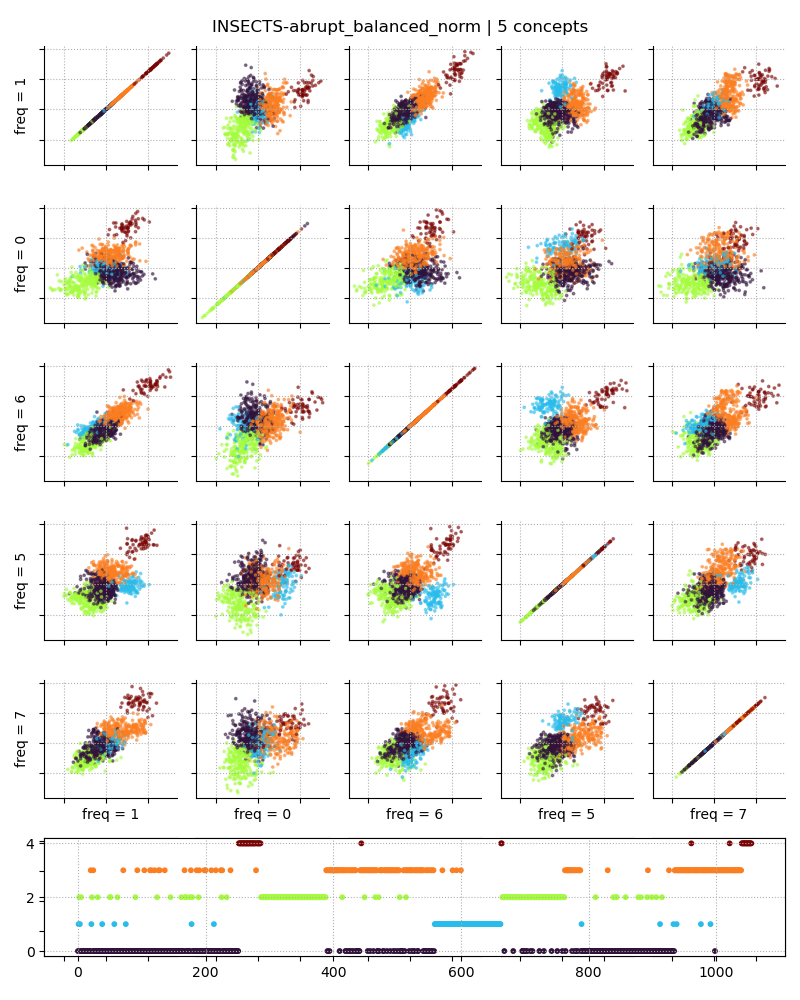 INSECTS-abrupt_balanced_norm | 5 concepts
freq = 1
freq = 0
freq = 6
freq = 5
freq = 7
freq = 1 freq = 0 freq = 6 freq = 5 freq = 7
4
2
0
0 200 400 600 800 1000